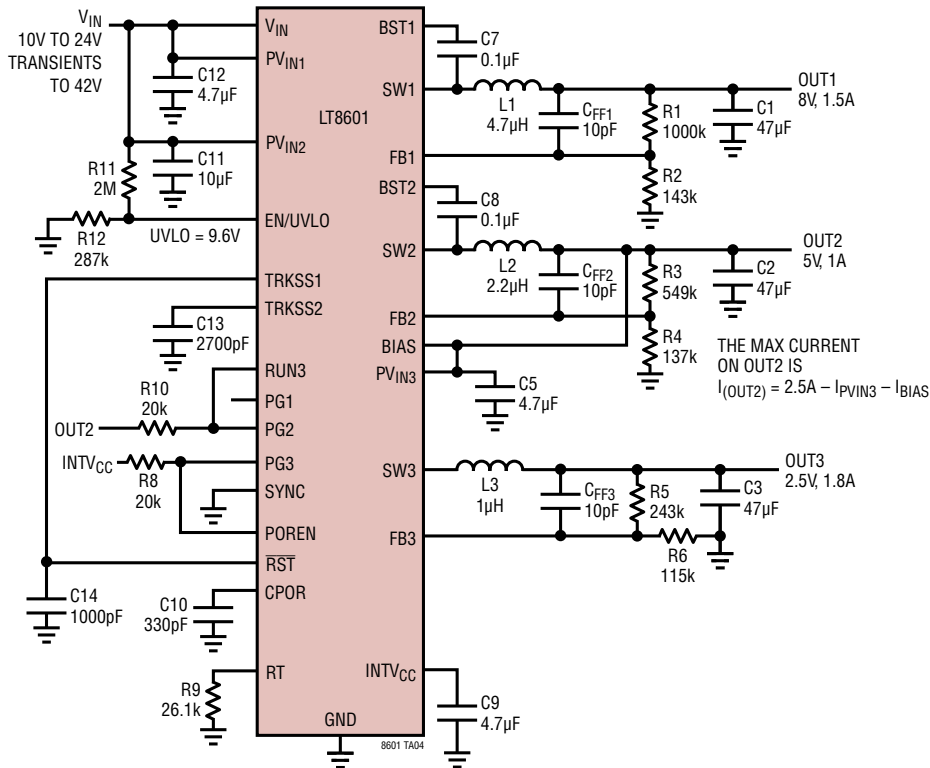 VIN
10V TO 24V
TRANSIENTS
TO 42V
C12
4.7µF
C11
10µF
R11
2M
R12
287k
UVLO = 9.6V
C13
2700pF
R10
20k
OUT2
INTVCC
R8
20k
C14
1000pF
C10
330pF
R9
26.1k
VIN
PVIN1
PVIN2
EN/UVLO
TRKSS1
TRKSS2
RUN3
PG1
PG2
PG3
SYNC
POREN
RST
CPOR
RT
LT8601
GND
BST1
SW1
FB1
BST2
SW2
FB2
BIAS
PVIN3
SW3
FB3
INTVCC
8601 TA04
C7
0.1µF
L1
4.7µH
CFF1
10pF
R1
1000k
R2
143k
C1
47µF
OUT1
8V, 1.5A
C8
0.1µF
L2
2.2µH
CFF2
10pF
R3
549k
R4
137k
C2
47µF
OUT2
5V, 1A
THE MAX CURRENT
ON OUT2 IS
I(OUT2) = 2.5A – IPVIN3 – IBIAS
C5
4.7µF
L3
1µH
CFF3
10pF
R5
243k
R6
115k
C3
47µF
OUT3
2.5V, 1.8A
C9
4.7µF